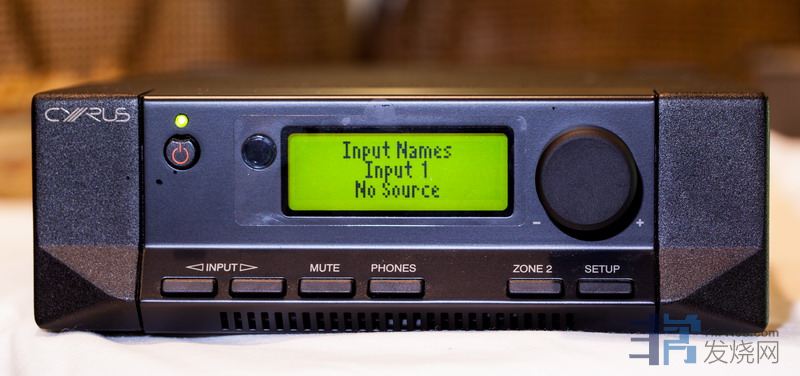 CYRUS
Input Names
Input 1
No Source
- +
INPUT MUTE PHONES ZONE 2 SETUP
发烧网